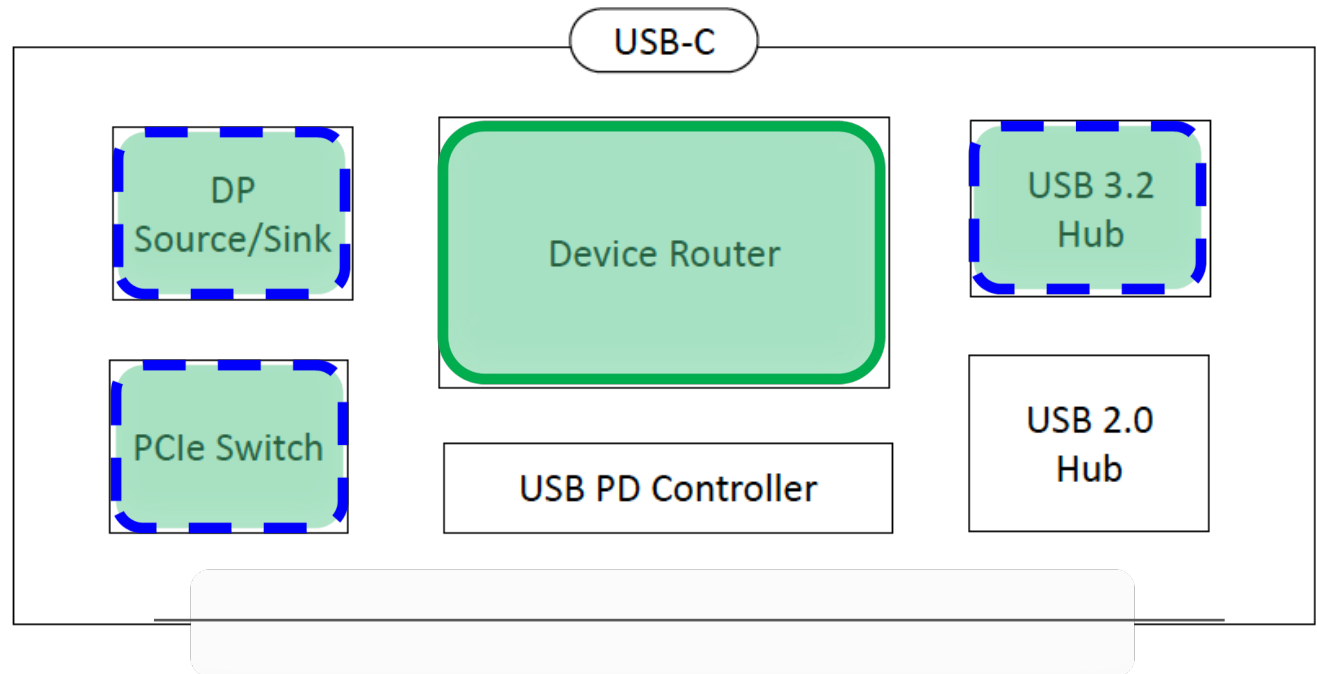 USB-C
DP
Source/Sink
Device Router
USB 3.2
Hub
PCIe Switch
USB PD Controller
USB 2.0
Hub